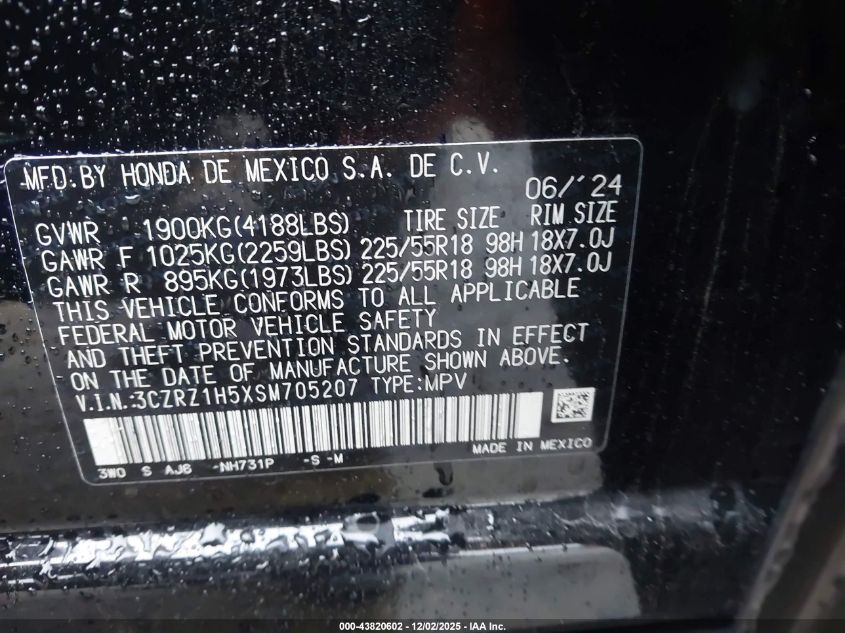 MFD. BY HONDA DE MEXICO S.A. DE C.V. 06/'24
GVWR 1900KG(4188LBS) TIRE SIZE RIM SIZE
GAWR F 1025KG(2259LBS) 225/55R18 98H 18X7.0J
GAWR R 895KG(1973LBS) 225/55R18 98H 18X7.0J
THIS VEHICLE CONFORMS TO ALL APPLICABLE
FEDERAL MOTOR VEHICLE SAFETY
AND THEFT PREVENTION STANDARDS IN EFFECT
ON THE DATE OF MANUFACTURE SHOWN ABOVE.
V.I.N.:3CZRZ1H5XSM705207 TYPE:MPV
MADE IN MEXICO
3W0 S AJ6 -NH731P -S -M
000-43820602 - 12/02/2025 - IAA, Inc.